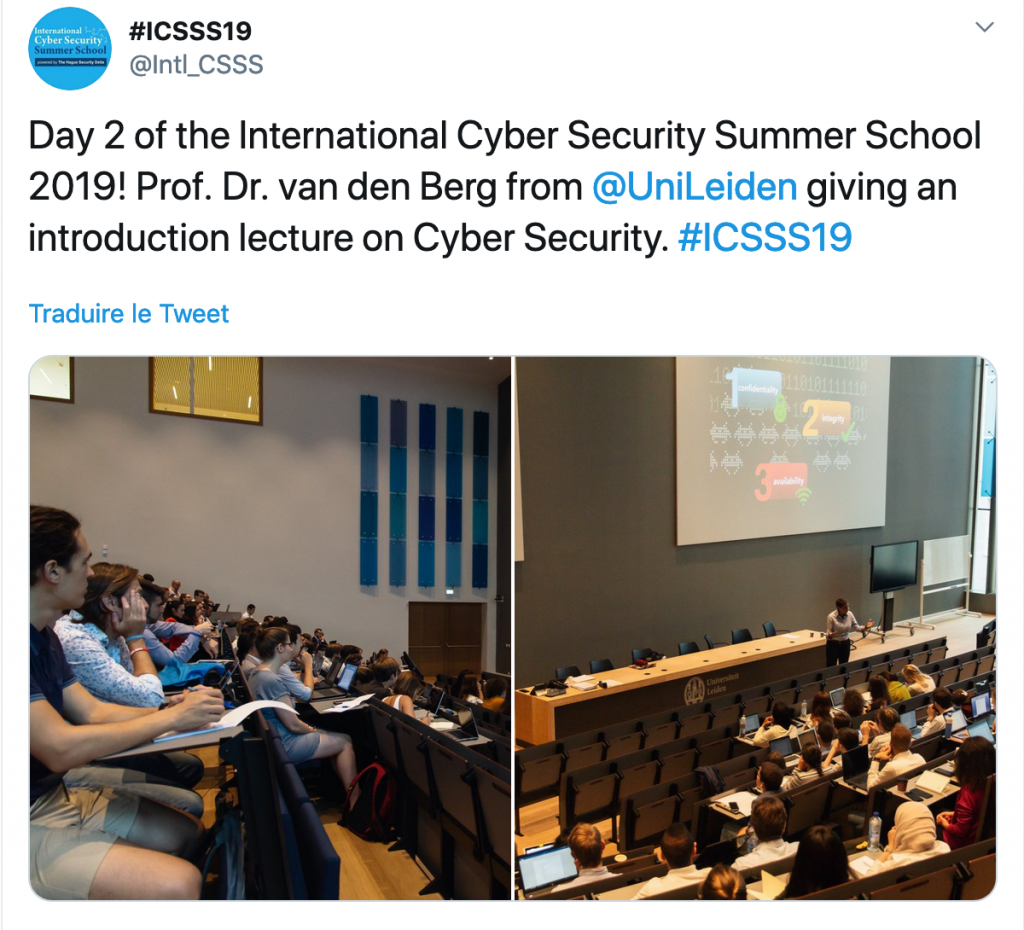 International
Cyber Security
Summer School
powered by The Hague Security Delta
#ICSSS19
@Intl_CSSS
Day 2 of the International Cyber Security Summer School
2019! Prof. Dr. van den Berg from @UniLeiden giving an
introduction lecture on Cyber Security. #ICSSS19
Traduire le Tweet
1 confidentiality
2 integrity
3 availability
Universiteit
Leiden